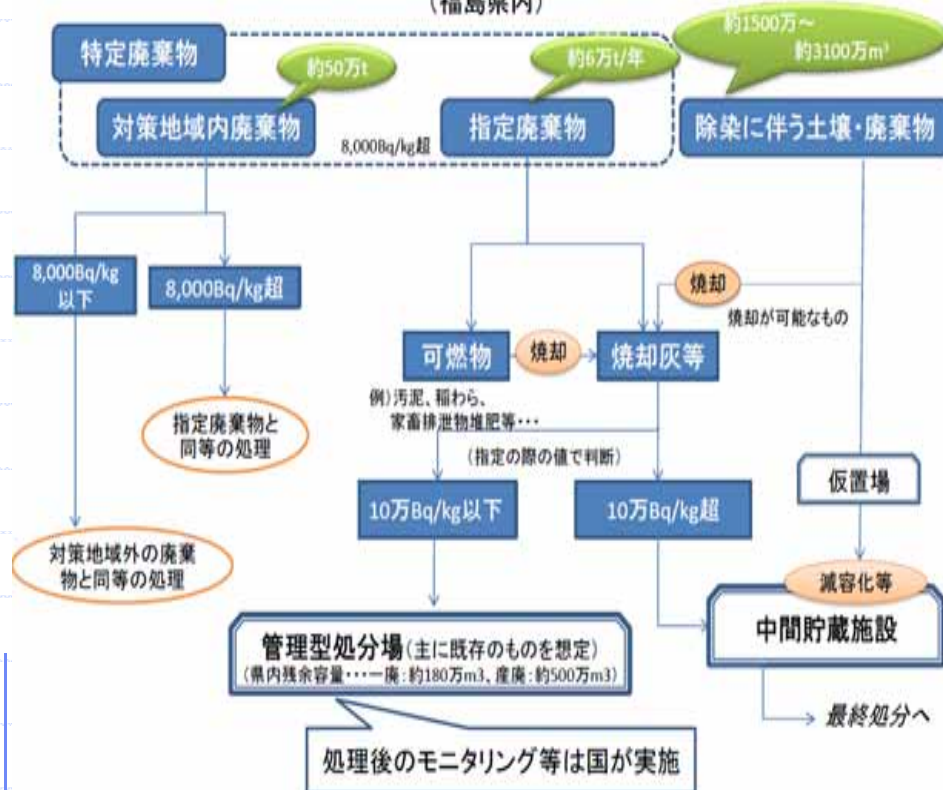 （福島県内）
特定廃棄物
約50万t
約6万t/年
約1500万～
約3100万m³
対策地域内廃棄物
8,000Bq/kg超
指定廃棄物
除染に伴う土壌・廃棄物
8,000Bq/kg
以下
8,000Bq/kg超
焼却
焼却が可能なもの
可燃物
焼却
焼却灰等
例）汚泥、稲わら、
家畜排泄物堆肥等・・・
指定廃棄物と
同等の処理
（指定の際の値で判断）
仮置場
10万Bq/kg以下
10万Bq/kg超
対策地域外の廃棄
物と同等の処理
減容化等
中間貯蔵施設
管理型処分場（主に既存のものを想定）
（県内残余容量・・・一廃：約180万m3、産廃：約500万m3）
最終処分へ
処理後のモニタリング等は国が実施